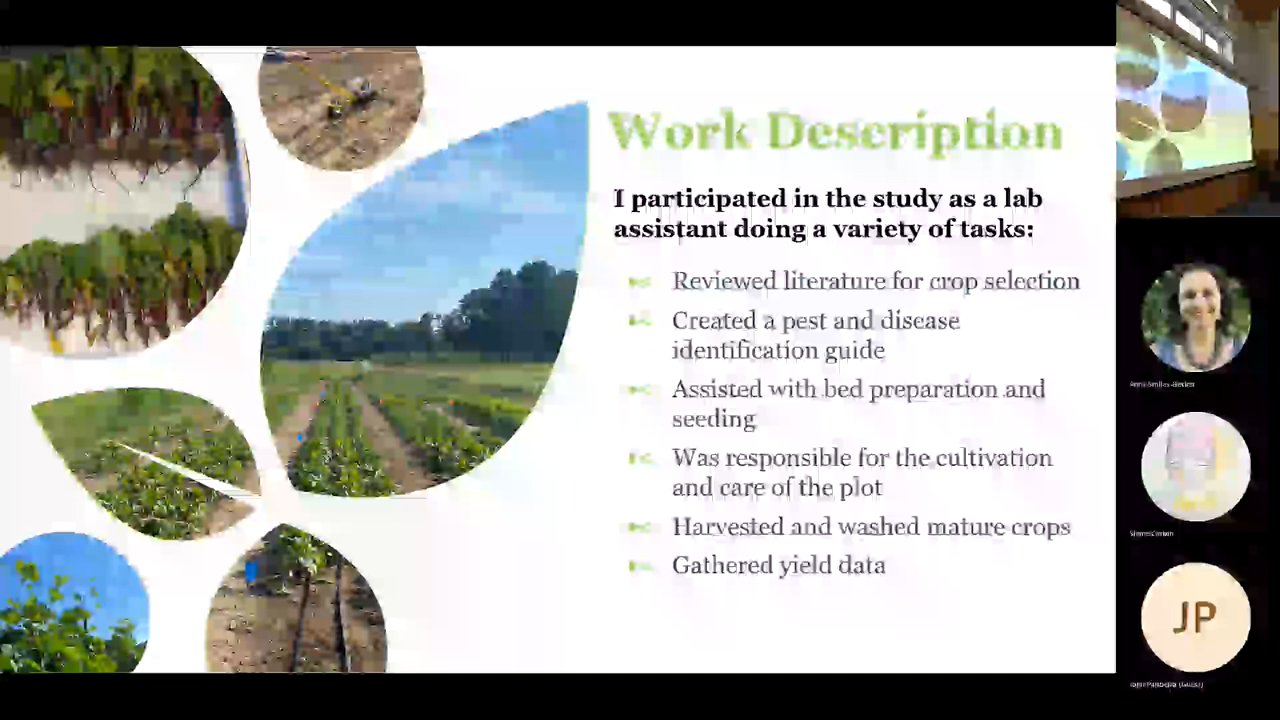 Work Description
I participated in the study as a lab
assistant doing a variety of tasks:
Reviewed literature for crop selection
Created a pest and disease
identification guide
Assisted with bed preparation and
seeding
Was responsible for the cultivation
and care of the plot
Harvested and washed mature crops
Gathered yield data
JP